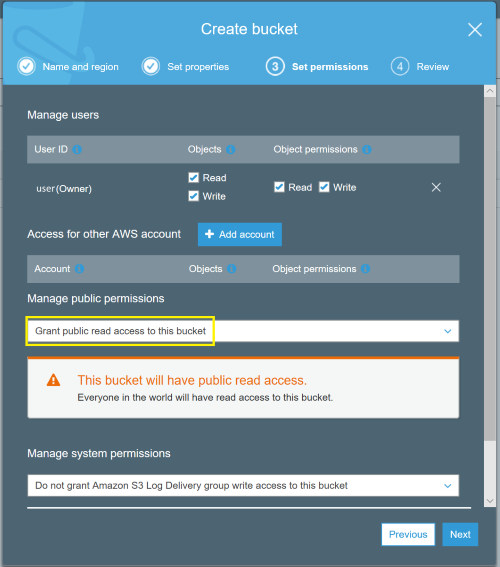 Create bucket
Name and region
Set properties
3 Set permissions
4 Review
Manage users
User ID Objects Object permissions
user(Owner) Read Read Write
Write
Access for other AWS account + Add account
Account Objects Object permissions
Manage public permissions
Grant public read access to this bucket
This bucket will have public read access.
Everyone in the world will have read access to this bucket.
Manage system permissions
Do not grant Amazon S3 Log Delivery group write access to this bucket
Previous Next